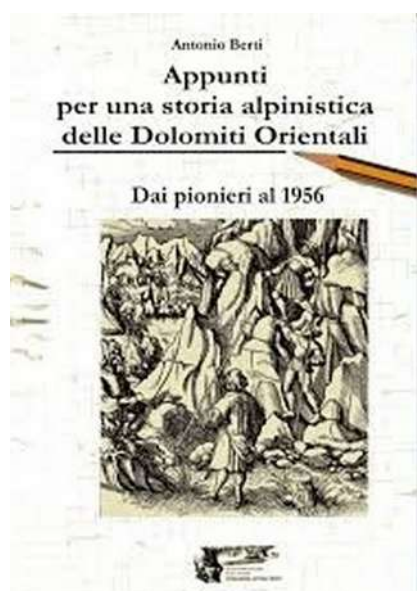 Antonio Berti
Appunti
per una storia alpinistica
delle Dolomiti Orientali
Dai pionieri al 1956